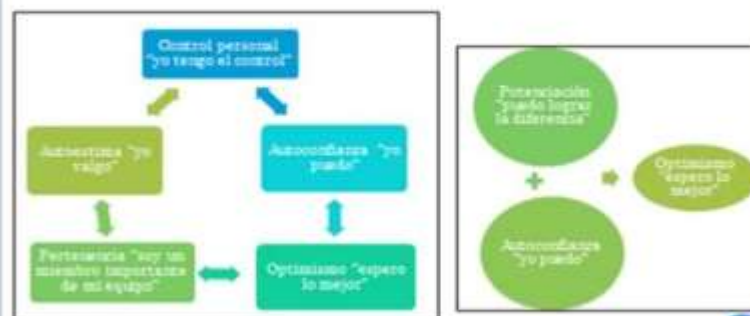 Control personal
"yo tengo el control"
Autoestima "yo
valgo"
Autoconfianza "yo
puedo"
Pertenencia "soy un
miembro importante
de mi equipo"
Optimismo "espero
lo mejor"
Potenciación
"puedo lograr
la diferencia"
+
Autoconfianza
"yo puedo"
Optimismo
"espero lo
mejor"